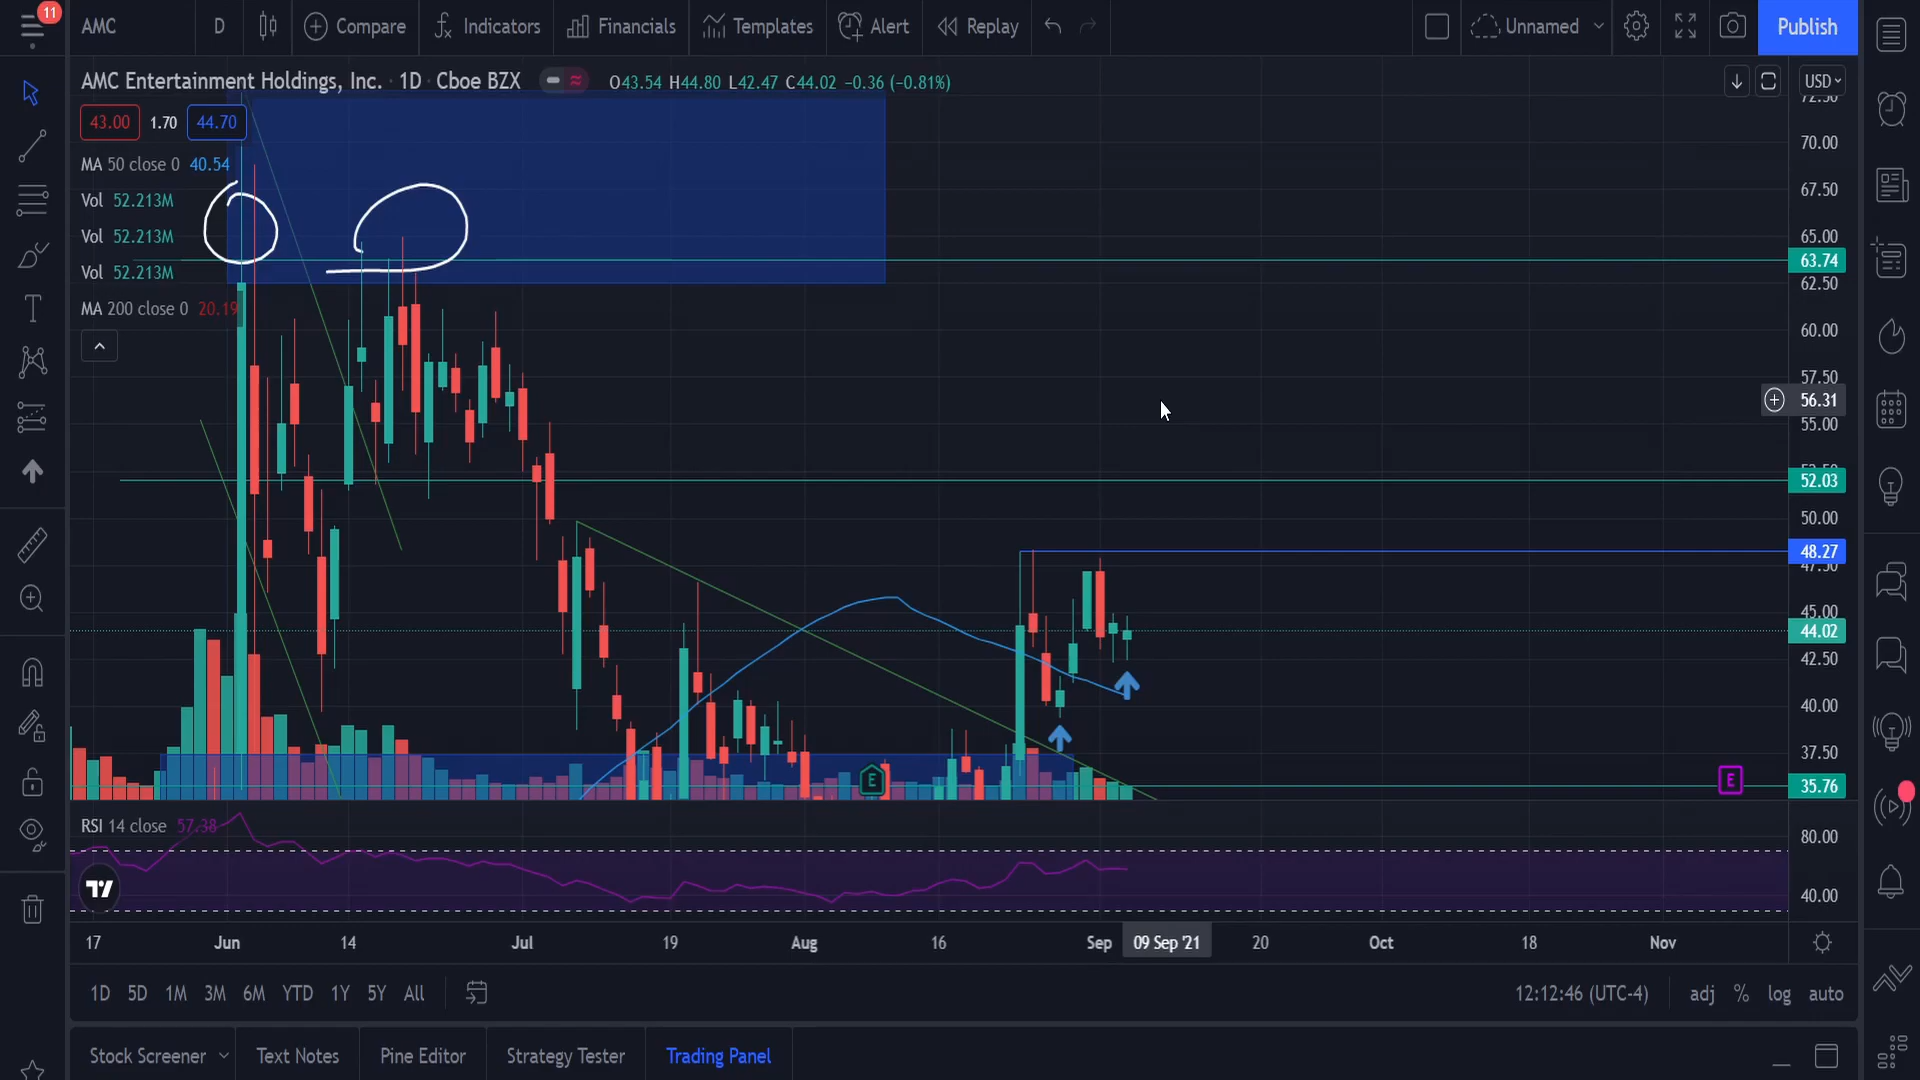 11
AMC D Compare Indicators Financials Templates Alert Replay Unnamed Publish
AMC Entertainment Holdings, Inc. · 1D · Cboe BZX O43.54 H44.80 L42.47 C44.02 −0.36 (−0.81%) USD
43.00 1.70 44.70
MA 50 close 0 40.54
Vol 52.213M
Vol 52.213M
Vol 52.213M
MA 200 close 0 20.19
72.50
70.00
67.50
65.00
63.74
62.50
60.00
57.50
56.31
55.00
52.03
50.00
48.27
47.50
45.00
44.02
42.50
40.00
37.50
35.76
E E
RSI 14 close 57.38
80.00
40.00
17 Jun 14 Jul 19 Aug 16 Sep 09 Sep '21 20 Oct 18 Nov
1D 5D 1M 3M 6M YTD 1Y 5Y All 12:12:46 (UTC-4) adj % log auto
Stock Screener Text Notes Pine Editor Strategy Tester Trading Panel